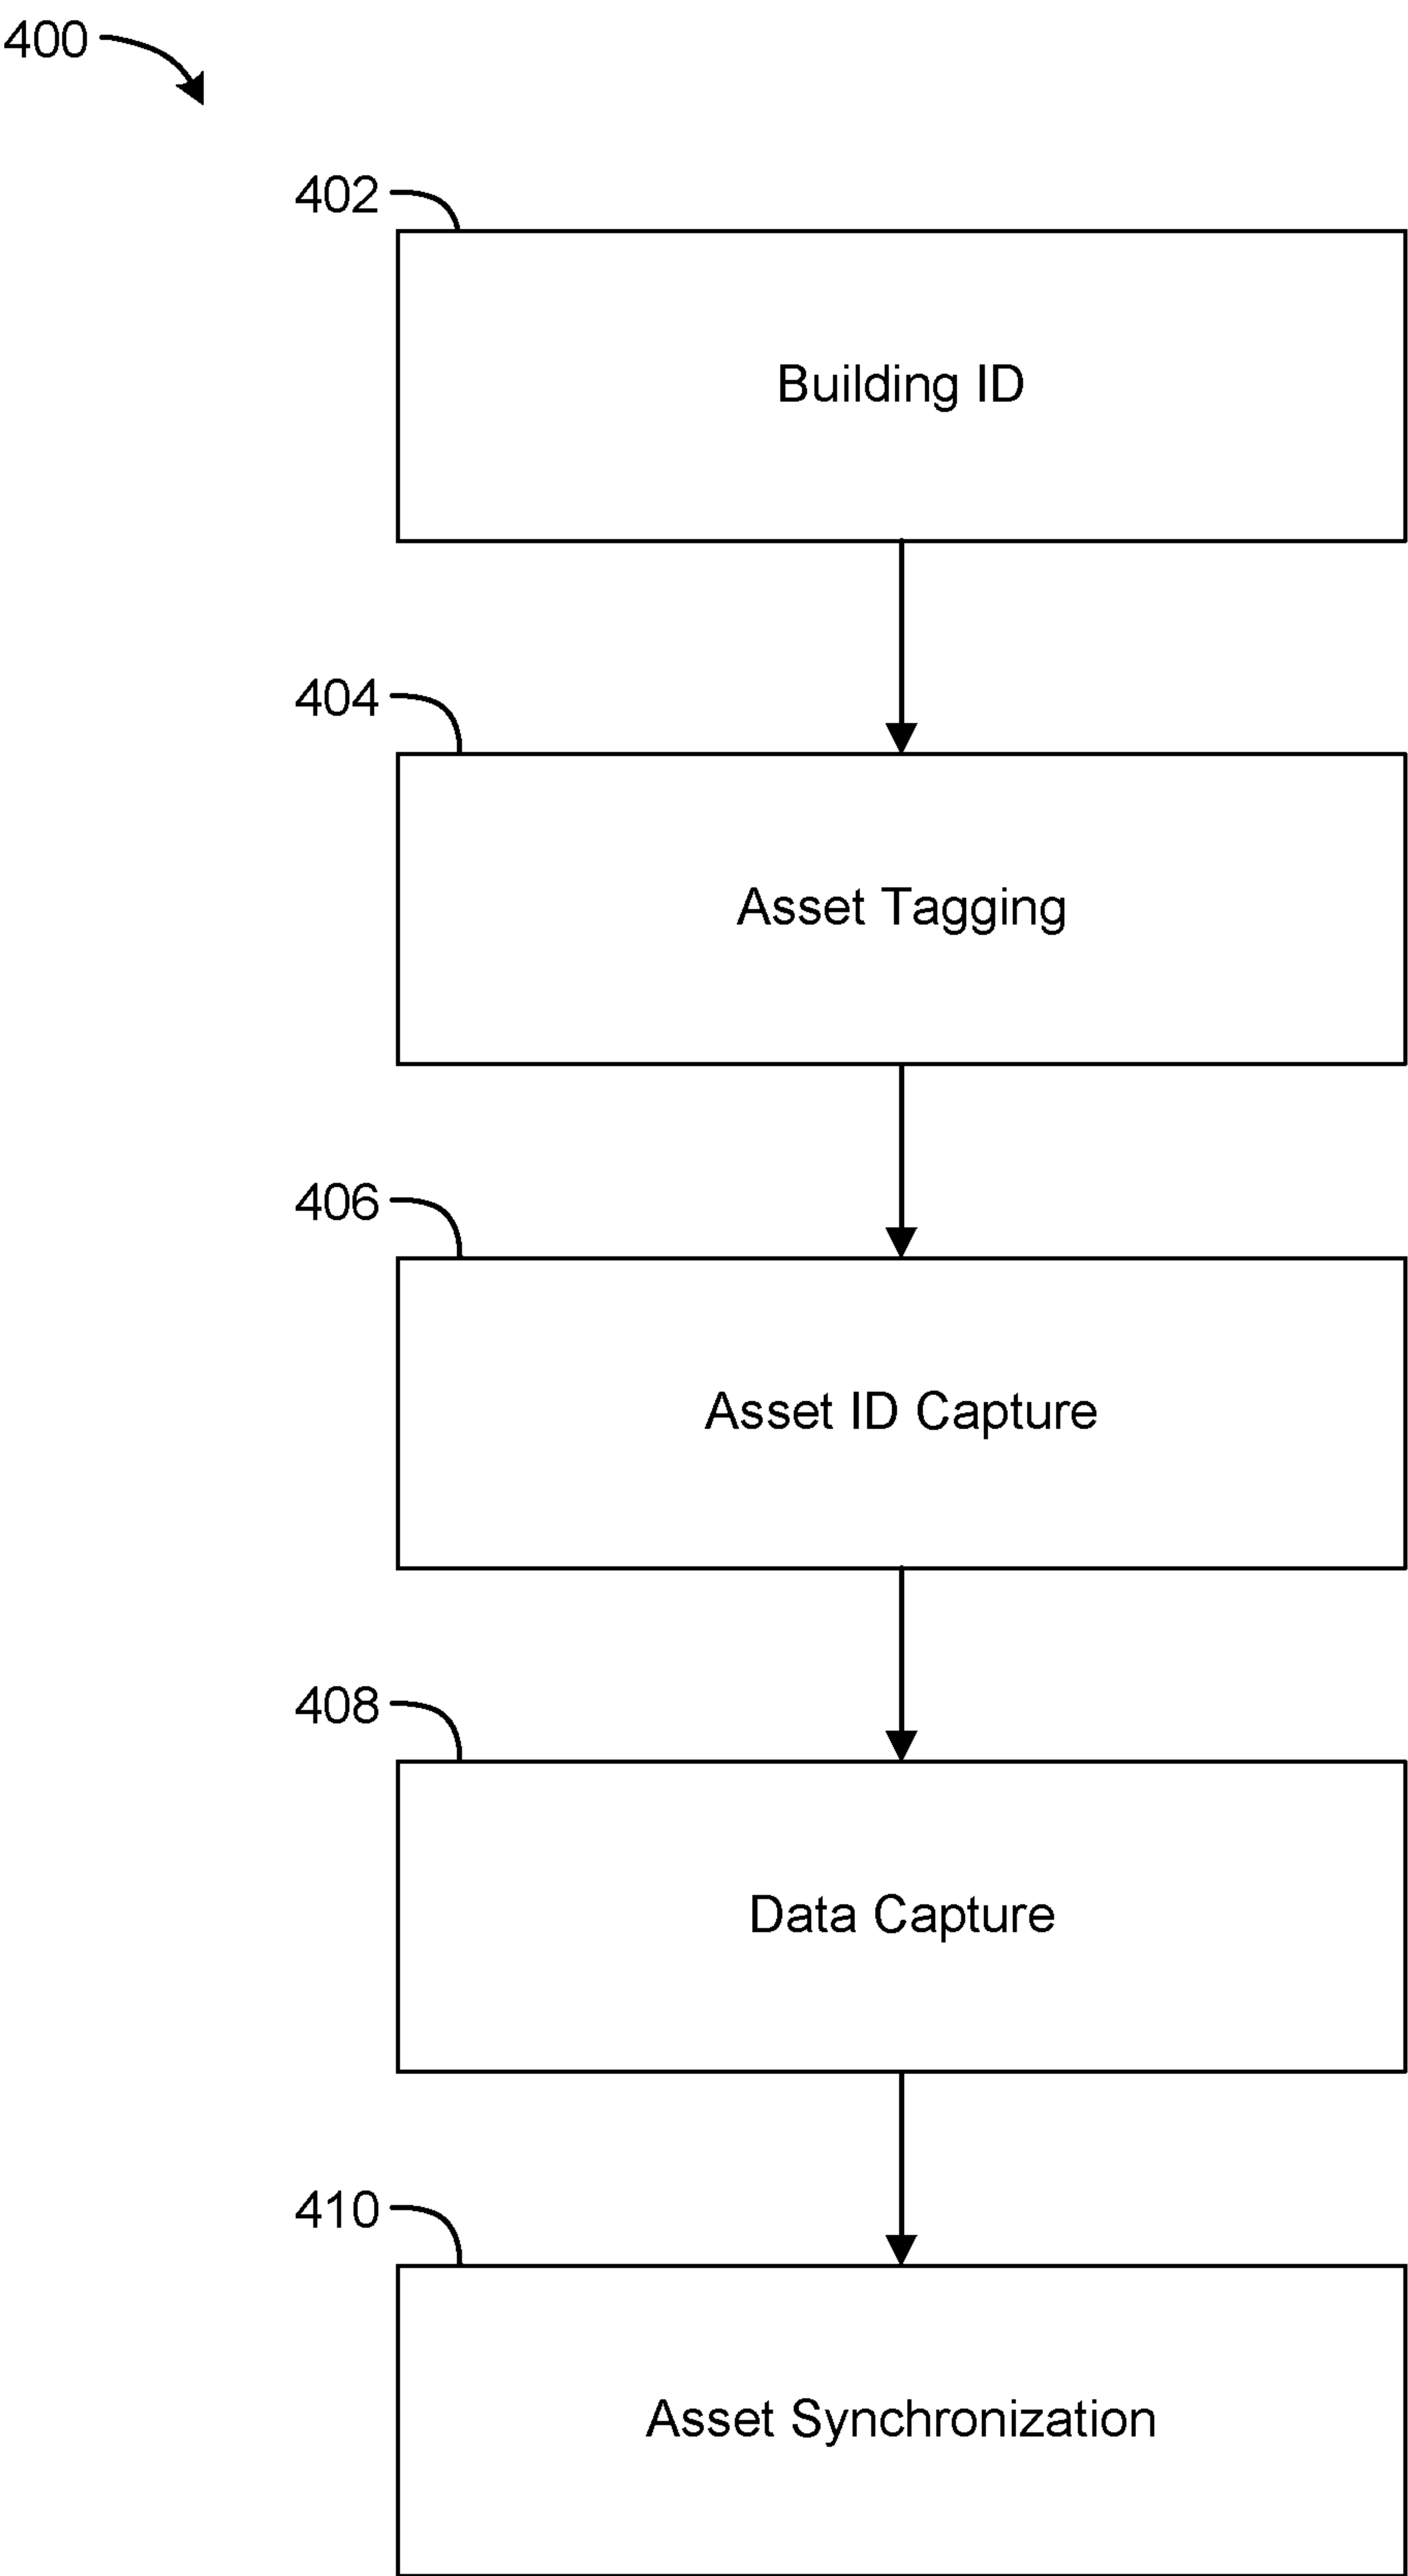 400
402
Building ID
404
Asset Tagging
406
Asset ID Capture
408
Data Capture
410
Asset Synchronization